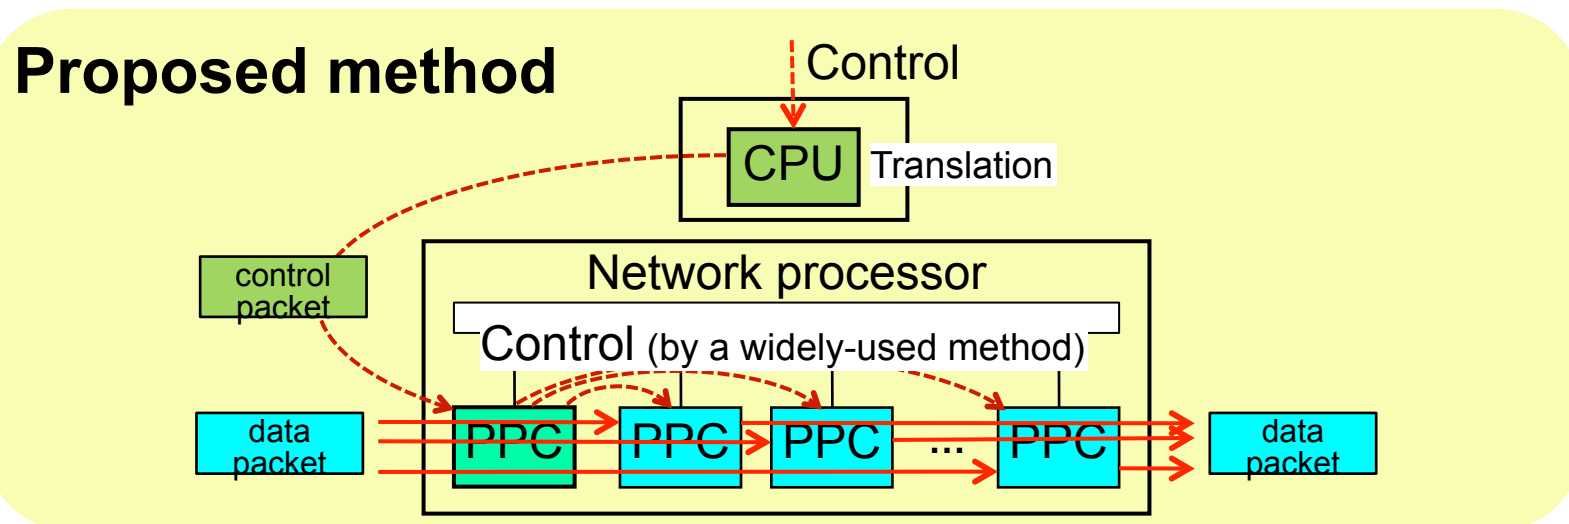 Proposed method
Control
CPU
Translation
control
packet
Network processor
Control (by a widely-used method)
data
packet
PPC
PPC
PPC
...
PPC
data
packet